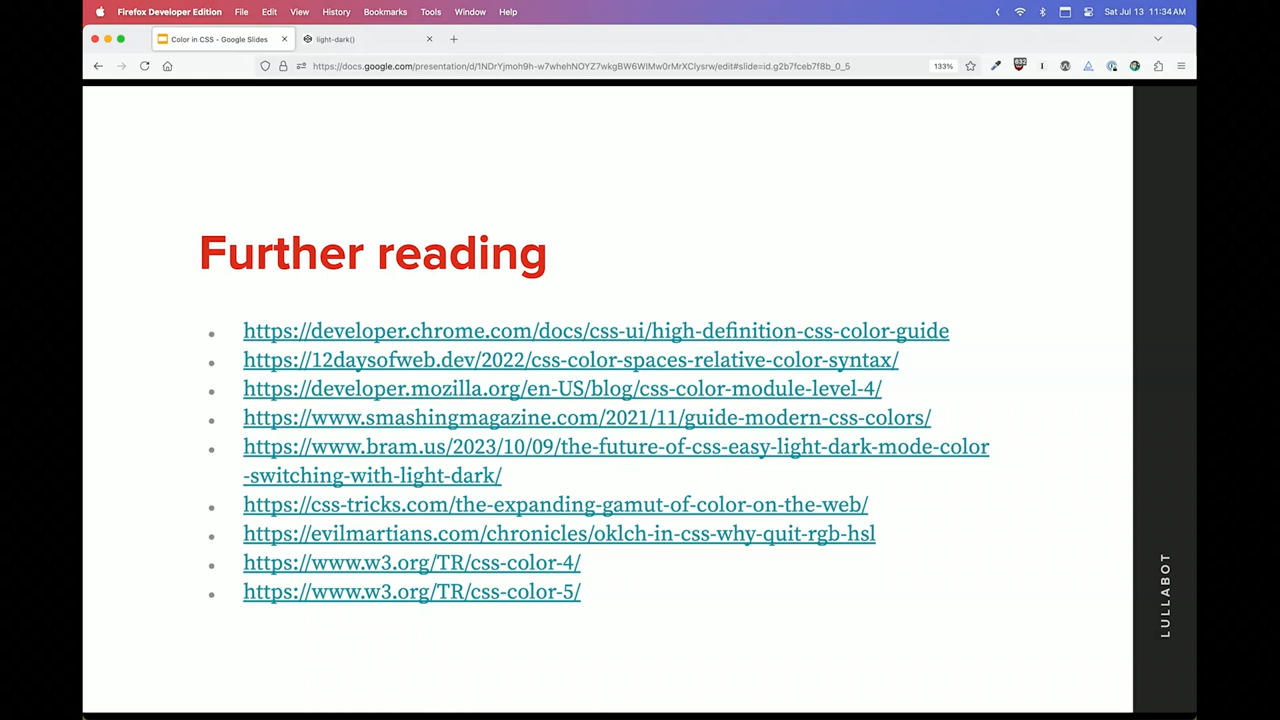 Firefox Developer Edition File Edit View History Bookmarks Tools Window Help Sat Jul 13 11:34 AM
Color in CSS - Google Slides light-dark()
133%
632
Further reading
https://developer.chrome.com/docs/css-ui/high-definition-css-color-guide
https://12daysofweb.dev/2022/css-color-spaces-relative-color-syntax/
https://developer.mozilla.org/en-US/blog/css-color-module-level-4/
https://www.smashingmagazine.com/2021/11/guide-modern-css-colors/
https://www.bram.us/2023/10/09/the-future-of-css-easy-light-dark-mode-color
-switching-with-light-dark/
https://css-tricks.com/the-expanding-gamut-of-color-on-the-web/
https://evilmartians.com/chronicles/oklch-in-css-why-quit-rgb-hsl
https://www.w3.org/TR/css-color-4/
https://www.w3.org/TR/css-color-5/
LULLABOT